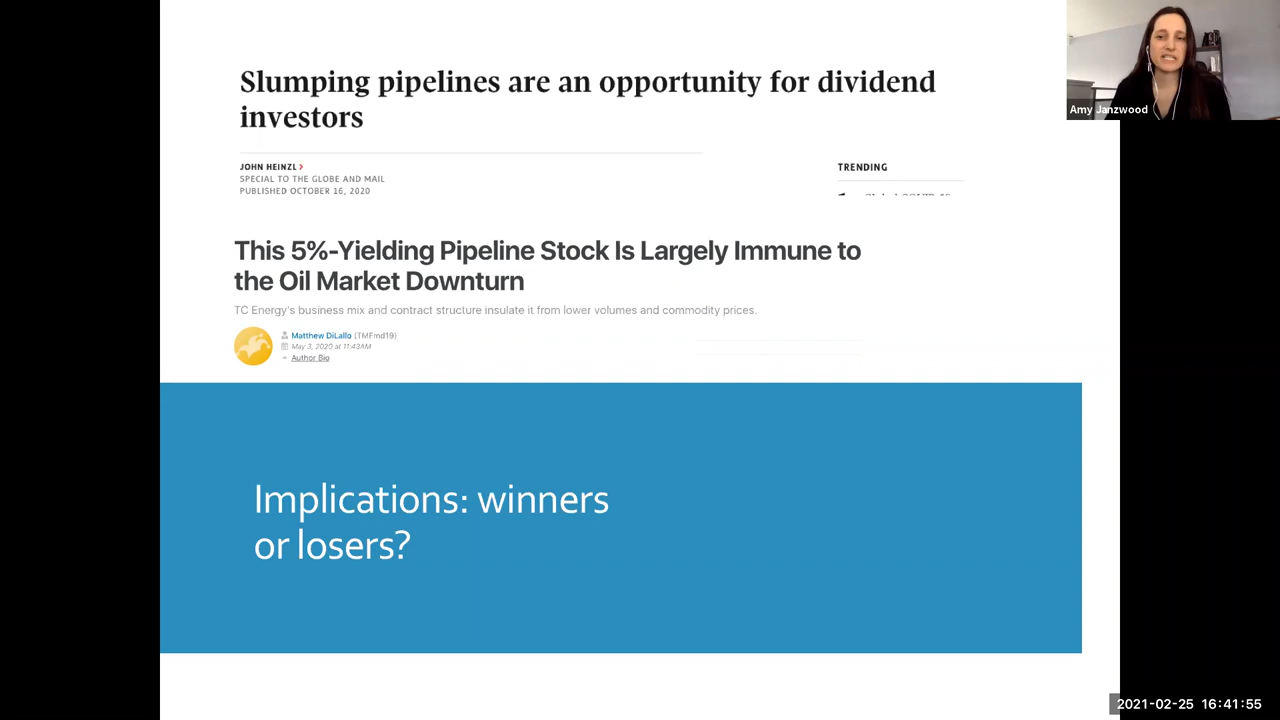 Slumping pipelines are an opportunity for dividend
investors
JOHN HEINZL >
SPECIAL TO THE GLOBE AND MAIL
PUBLISHED OCTOBER 16, 2020
TRENDING
This 5%-Yielding Pipeline Stock Is Largely Immune to
the Oil Market Downturn
TC Energy's business mix and contract structure insulate it from lower volumes and commodity prices.
Matthew DiLallo (TMFmd19)
May 3, 2020 at 11:43AM
Author Bio
Implications: winners
or losers?
Amy Janzwood
2021-02-25 16:41:55